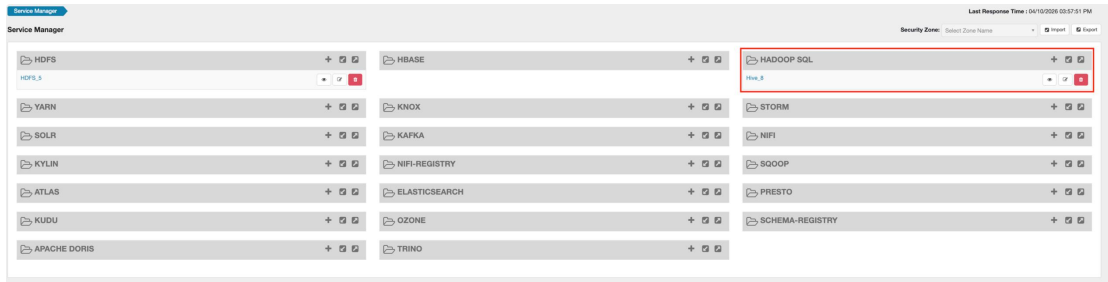 Service Manager
Last Response Time : 04/10/2026 03:57:51 PM
Service Manager
Security Zone: Select Zone Name Import Export
HDFS HBASE HADOOP SQL
HDFS_5 Hive_8
YARN KNOX STORM
SOLR KAFKA NIFI
KYLIN NIFI-REGISTRY SQOOP
ATLAS ELASTICSEARCH PRESTO
KUDU OZONE SCHEMA-REGISTRY
APACHE DORIS TRINO